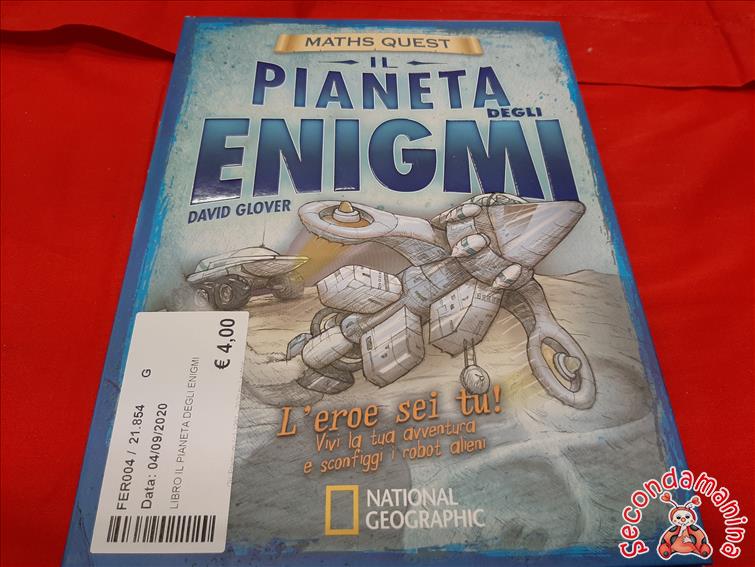 MATHS QUEST
IL
PIANETA
DEGLI
ENIGMI
DAVID GLOVER
L'eroe sei tu!
Vivi la tua avventura
e sconfiggi i robot alieni
NATIONAL
GEOGRAPHIC
FER004 / 21.854 G
Data: 04/09/2020
LIBRO IL PIANETA DEGLI ENIGMI
€ 4,00
secondamanina